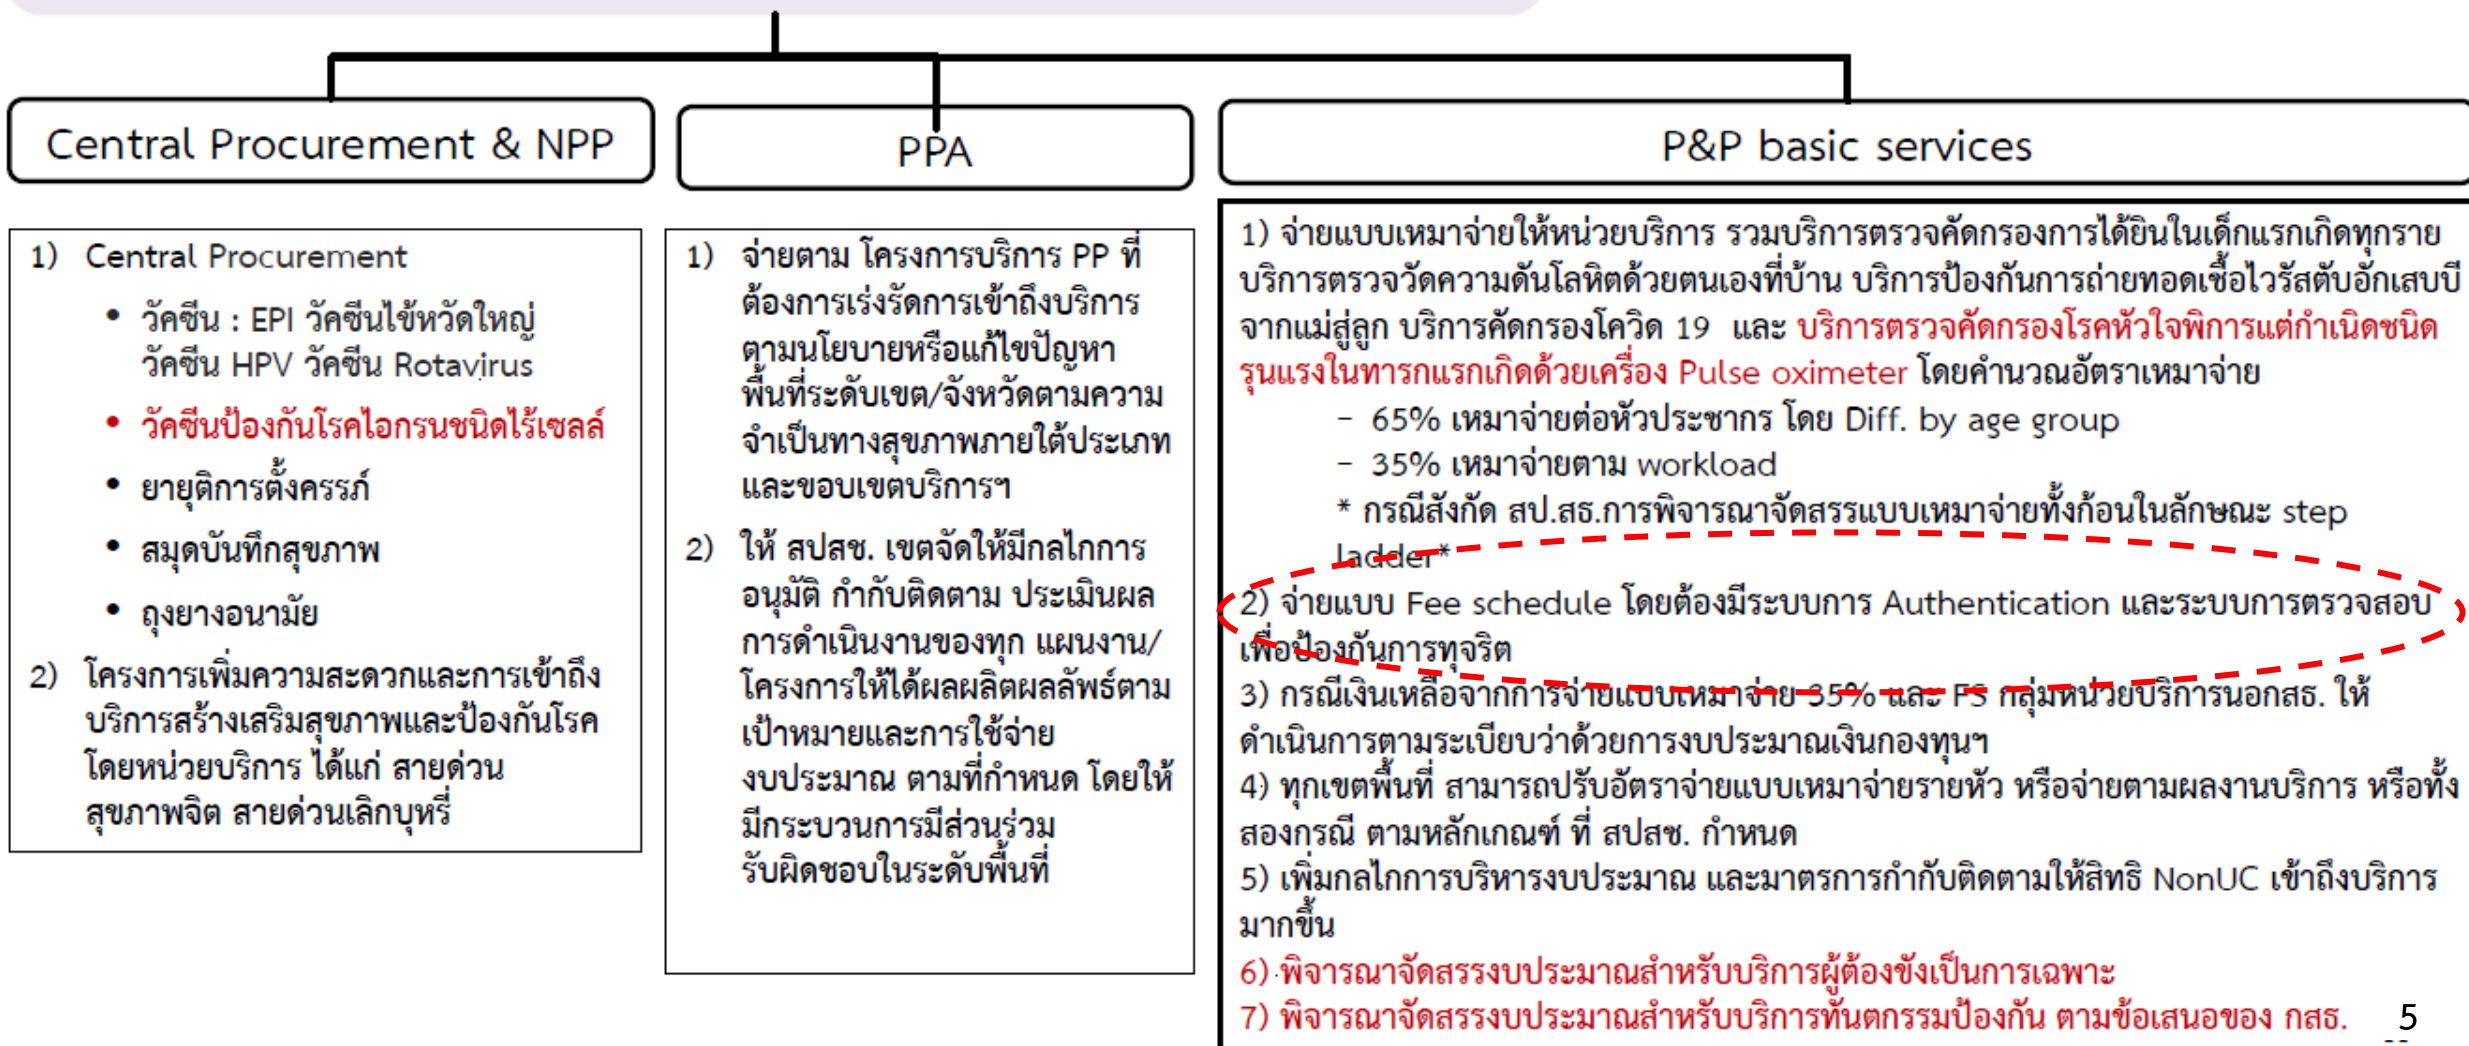 Central Procurement & NPP
1) Central Procurement
• วัคซีน : EPI วัคซีนไข้หวัดใหญ่
วัคซีน HPV วัคซีน Rotavirus
• วัคซีนป้องกันโรคไอกรนชนิดไร้เซลล์
• ยายุติการตั้งครรภ์
• สมุดบันทึกสุขภาพ
• ถุงยางอนามัย
2) โครงการเพิ่มความสะดวกและการเข้าถึง
บริการสร้างเสริมสุขภาพและป้องกันโรค
โดยหน่วยบริการ ได้แก่ สายด่วน
สุขภาพจิต สายด่วนเลิกบุหรี่
PPA
1) จ่ายตาม โครงการบริการ PP ที่
ต้องการเร่งรัดการเข้าถึงบริการ
ตามนโยบายหรือแก้ไขปัญหา
พื้นที่ระดับเขต/จังหวัดตามความ
จำเป็นทางสุขภาพภายใต้ประเภท
และขอบเขตบริการฯ
2) ให้ สปสช. เขตจัดให้มีกลไกการ
อนุมัติ กำกับติดตาม ประเมินผล
การดำเนินงานของทุก แผนงาน/
โครงการให้ได้ผลผลิตผลลัพธ์ตาม
เป้าหมายและการใช้จ่าย
งบประมาณ ตามที่กำหนด โดยให้
มีกระบวนการมีส่วนร่วม
รับผิดชอบในระดับพื้นที่
P&P basic services
1) จ่ายแบบเหมาจ่ายให้หน่วยบริการ รวมบริการตรวจคัดกรองการได้ยินในเด็กแรกเกิดทุกราย
บริการตรวจวัดความดันโลหิตด้วยตนเองที่บ้าน บริการป้องกันการถ่ายทอดเชื้อไวรัสตับอักเสบบี
จากแม่สู่ลูก บริการคัดกรองโควิด 19 และ บริการตรวจคัดกรองโรคหัวใจพิการแต่กำเนิดชนิด
รุนแรงในทารกแรกเกิดด้วยเครื่อง Pulse oximeter โดยคำนวณอัตราเหมาจ่าย
- 65% เหมาจ่ายต่อหัวประชากร โดย Diff. by age group
- 35% เหมาจ่ายตาม workload
* กรณีสังกัด สป.สธ.การพิจารณาจัดสรรแบบเหมาจ่ายทั้งก้อนในลักษณะ step
ladder*
2) จ่ายแบบ Fee schedule โดยต้องมีระบบการ Authentication และระบบการตรวจสอบ
เพื่อป้องกันการทุจริต
3) กรณีเงินเหลือจากการจ่ายแบบเหมาจ่าย 35% และ FS กลุ่มหน่วยบริการนอกสธ. ให้
ดำเนินการตามระเบียบว่าด้วยการงบประมาณเงินกองทุนฯ
4) ทุกเขตพื้นที่ สามารถปรับอัตราจ่ายแบบเหมาจ่ายรายหัว หรือจ่ายตามผลงานบริการ หรือทั้ง
สองกรณี ตามหลักเกณฑ์ ที่ สปสช. กำหนด
5) เพิ่มกลไกการบริหารงบประมาณ และมาตรการกำกับติดตามให้สิทธิ NonUC เข้าถึงบริการ
มากขึ้น
6) พิจารณาจัดสรรงบประมาณสำหรับบริการผู้ต้องขังเป็นการเฉพาะ
7) พิจารณาจัดสรรงบประมาณสำหรับบริการทันตกรรมป้องกัน ตามข้อเสนอของ กสธ.
5